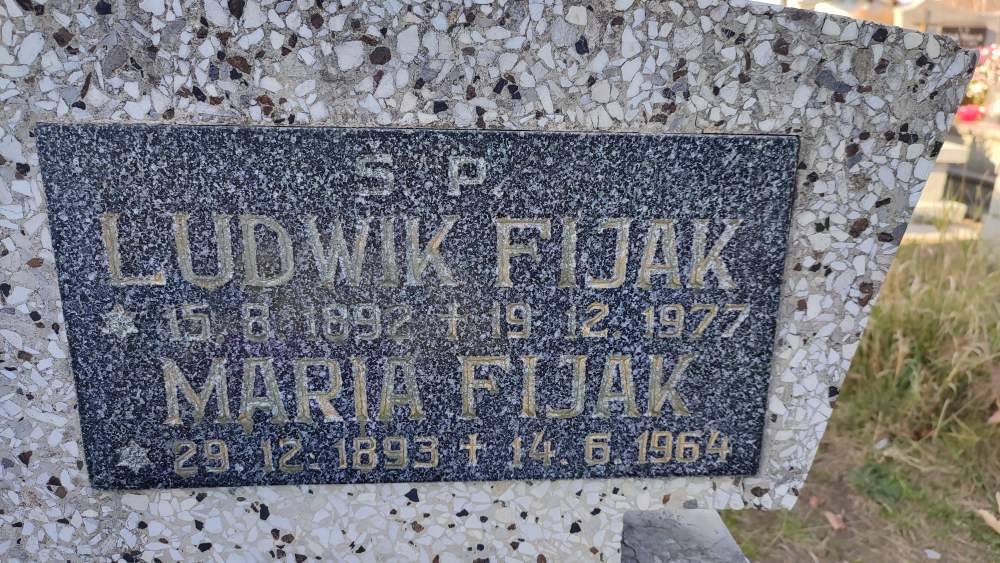 Ś P
LUDWIK FIJAK
15. 8. 1892 † 19. 12. 1977
MARIA FIJAK
29. 12. 1893 † 14. 6. 1964